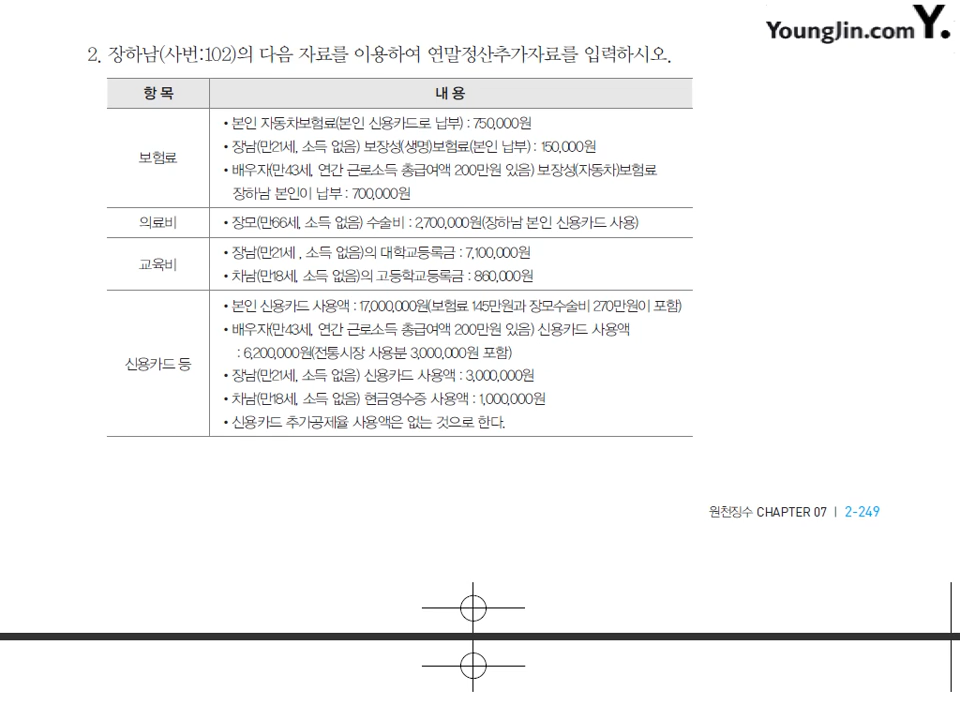 YoungJin.com Y.
2. 장하남(사번:102)의 다음 자료를 이용하여 연말정산추가자료를 입력하시오.
항 목 내 용
보험료
• 본인 자동차보험료(본인 신용카드로 납부) : 750,000원
• 장남(만21세, 소득 없음) 보장성(생명)보험료(본인 납부) : 150,000원
• 배우자(만43세, 연간 근로소득 총급여액 200만원 있음) 보장성(자동차)보험료
장하남 본인이 납부 : 700,000원
의료비
• 장모(만66세, 소득 없음) 수술비 : 2,700,000원(장하남 본인 신용카드 사용)
교육비
• 장남(만21세 , 소득 없음)의 대학교등록금 : 7,100,000원
• 차남(만18세, 소득 없음)의 고등학교등록금 : 860,000원
신용카드 등
• 본인 신용카드 사용액 : 17,000,000원(보험료 145만원과 장모수술비 270만원이 포함)
• 배우자(만43세, 연간 근로소득 총급여액 200만원 있음) 신용카드 사용액
: 6,200,000원(전통시장 사용분 3,000,000원 포함)
• 장남(만21세, 소득 없음) 신용카드 사용액 : 3,000,000원
• 차남(만18세, 소득 없음) 현금영수증 사용액 : 1,000,000원
• 신용카드 추가공제율 사용액은 없는 것으로 한다.
원천징수 CHAPTER 07 | 2-249